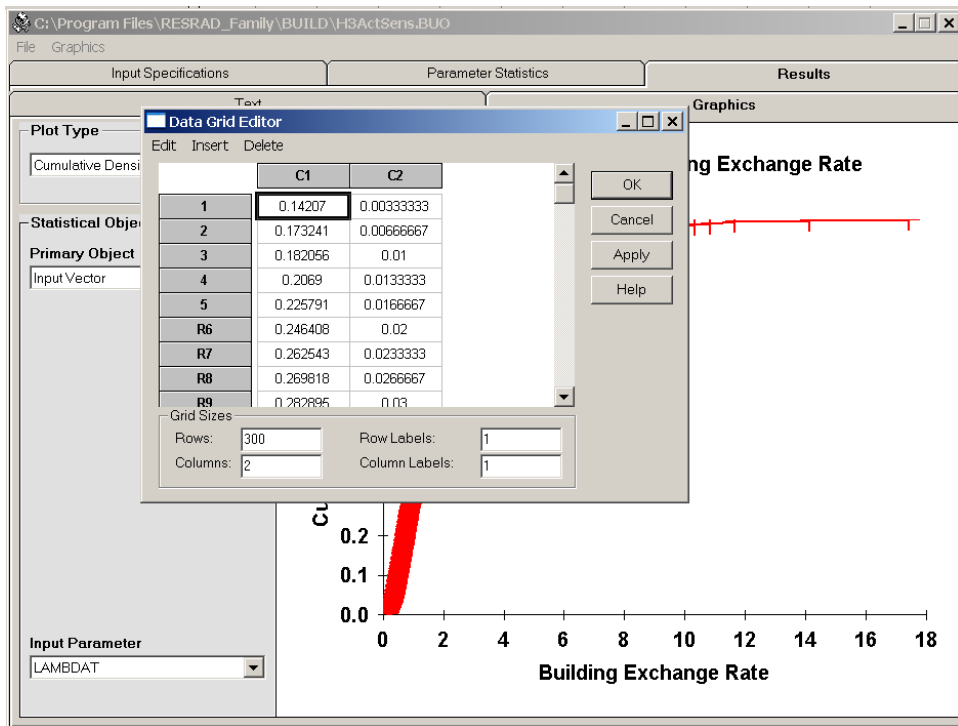 C:\Program Files\RESRAD_Family\BUILD\H3ActSens.BUO
File Graphics
Input Specifications Parameter Statistics Results
Text Graphics
Plot Type
Cumulative Densi
Statistical Obje
Primary Object
Input Vector
Input Parameter
LAMBDAT
Data Grid Editor
Edit Insert Delete
C1 C2
1 0.14207 0.00333333
2 0.173241 0.00666667
3 0.182056 0.01
4 0.2069 0.0133333
5 0.225791 0.0166667
R6 0.246408 0.02
R7 0.262543 0.0233333
R8 0.269818 0.0266667
R9 0.282895 0.03
OK
Cancel
Apply
Help
Grid Sizes
Rows: 300 Row Labels: 1
Columns: 2 Column Labels: 1
ng Exchange Rate
Cu
0.2
0.1
0.0
0 2 4 6 8 10 12 14 16 18
Building Exchange Rate